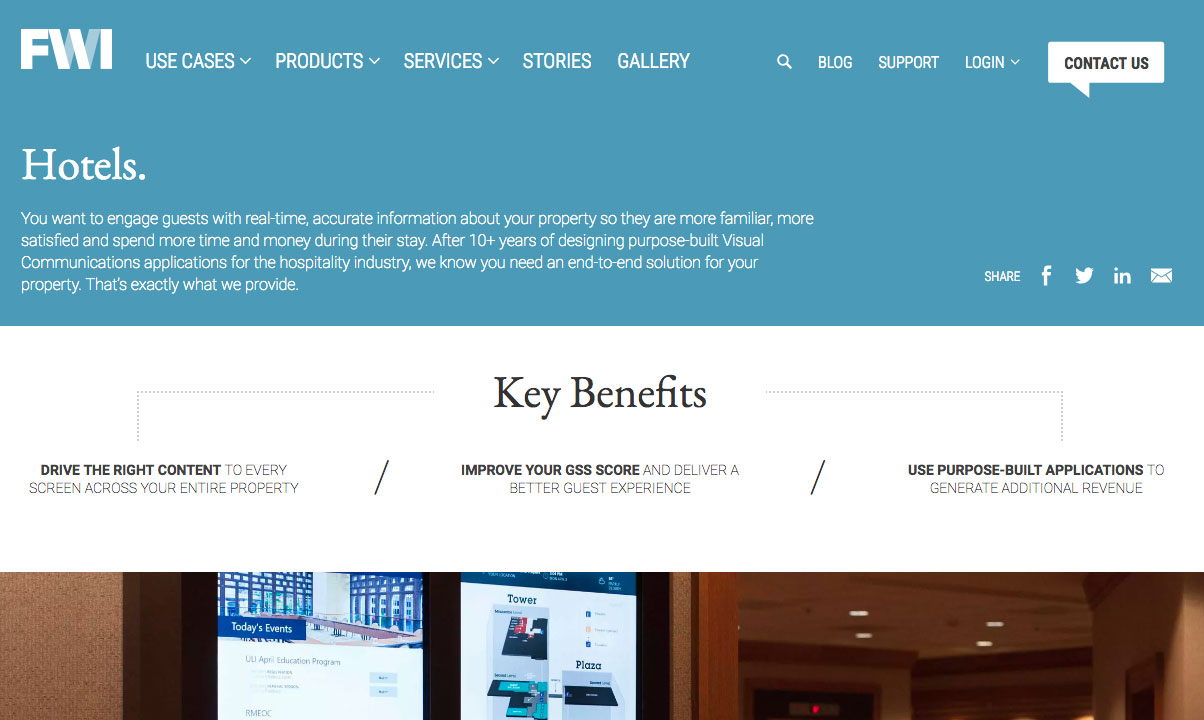 FWI
USE CASES PRODUCTS SERVICES STORIES GALLERY BLOG SUPPORT LOGIN CONTACT US
Hotels.
You want to engage guests with real-time, accurate information about your property so they are more familiar, more
satisfied and spend more time and money during their stay. After 10+ years of designing purpose-built Visual
Communications applications for the hospitality industry, we know you need an end-to-end solution for your
property. That's exactly what we provide.
SHARE
Key Benefits
DRIVE THE RIGHT CONTENT TO EVERY
SCREEN ACROSS YOUR ENTIRE PROPERTY
/
IMPROVE YOUR GSS SCORE AND DELIVER A
BETTER GUEST EXPERIENCE
/
USE PURPOSE-BUILT APPLICATIONS TO
GENERATE ADDITIONAL REVENUE
Today's Events
ULI April Education Program
RMEOC
Tower
Plaza